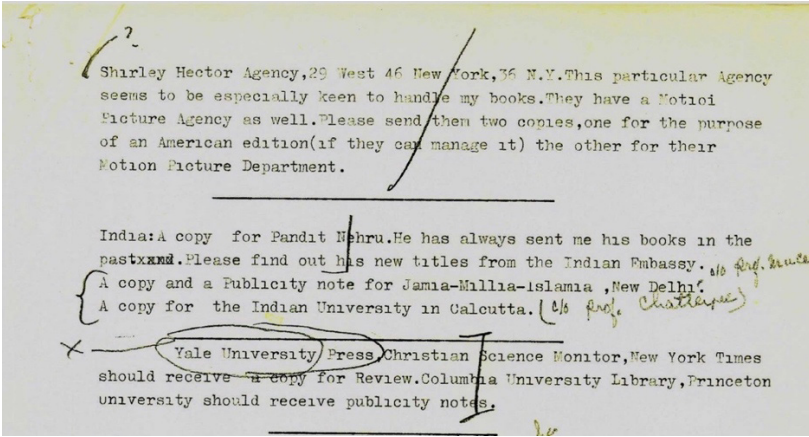 ?
Shirley Hector Agency,29 West 46 New York,36 N.Y.This particular Agency
seems to be especially keen to handle my books.They have a Motioi
Picture Agency as well.Please send them two copies,one for the purpose
of an American edition(if they can manage it) the other for their
Motion Picture Department.
India:A copy for Pandit Nehru.He has always sent me his books in the
pastxxnd.Please find out his new titles from the Indian Embassy.
A copy and a Publicity note for Jamia-Millia-islamia ,New Delhi. c/o Prof.
A copy for the Indian University in Calcutta. (c/o Prof. Chatterjee)
X Yale University Press,Christian Science Monitor,New York Times
should receive a copy for Review.Columbia University Library,Princeton
university should receive publicity notes.